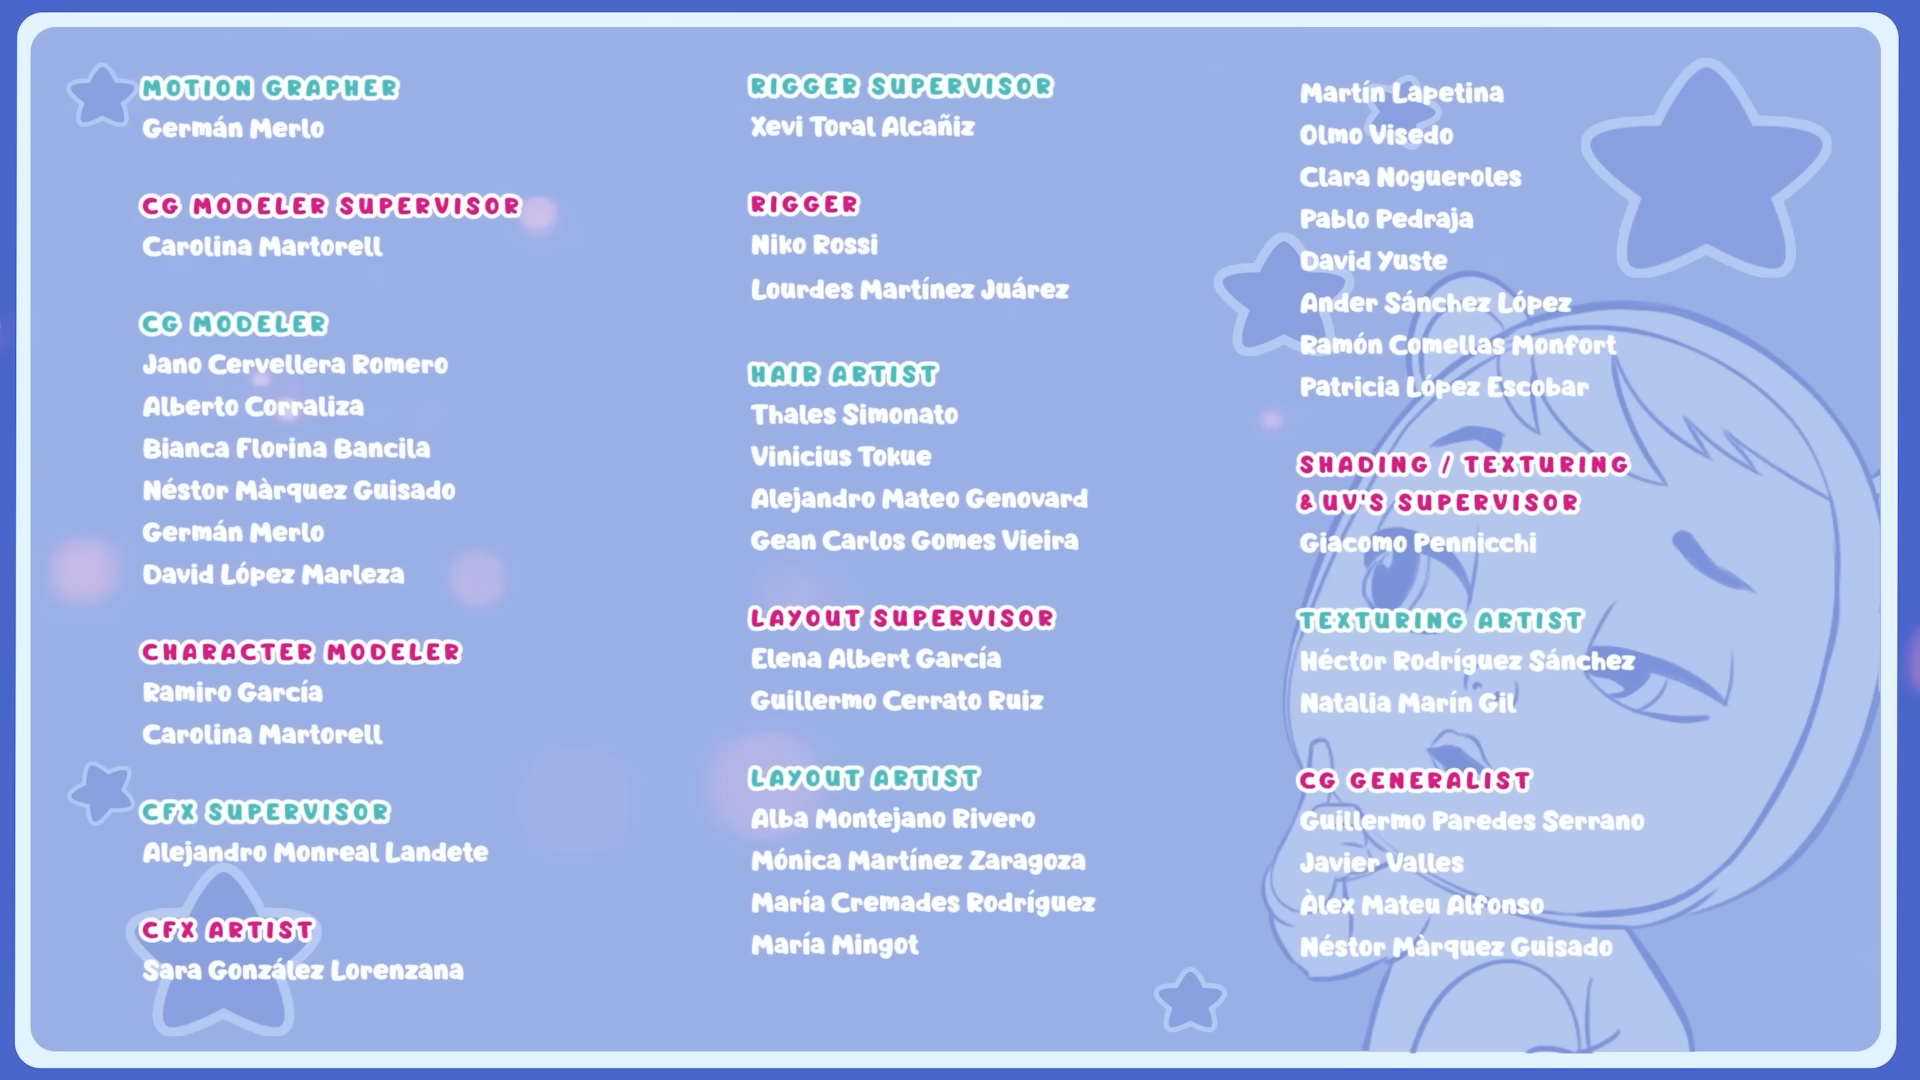 MOTION GRAPHER
Germán Merlo
CG MODELER SUPERVISOR
Carolina Martorell
CG MODELER
Jano Cervellera Romero
Alberto Corraliza
Bianca Florina Bancila
Néstor Màrquez Guisado
Germán Merlo
David López Marleza
CHARACTER MODELER
Ramiro García
Carolina Martorell
CFX SUPERVISOR
Alejandro Monreal Landete
CFX ARTIST
Sara González Lorenzana
RIGGER SUPERVISOR
Xevi Toral Alcañiz
RIGGER
Niko Rossi
Lourdes Martínez Juárez
HAIR ARTIST
Thales Simonato
Vinicius Tokue
Alejandro Mateo Genovard
Gean Carlos Gomes Vieira
LAYOUT SUPERVISOR
Elena Albert García
Guillermo Cerrato Ruiz
LAYOUT ARTIST
Alba Montejano Rivero
Mónica Martínez Zaragoza
María Cremades Rodríguez
María Mingot
Martín Lapetina
Olmo Visedo
Clara Nogueroles
Pablo Pedraja
David Yuste
Ander Sánchez López
Ramón Comellas Monfort
Patricia López Escobar
SHADING / TEXTURING
& UV'S SUPERVISOR
Giacomo Pennicchi
TEXTURING ARTIST
Héctor Rodríguez Sánchez
Natalia Marín Gil
CG GENERALIST
Guillermo Paredes Serrano
Javier Valles
Àlex Mateu Alfonso
Néstor Màrquez Guisado